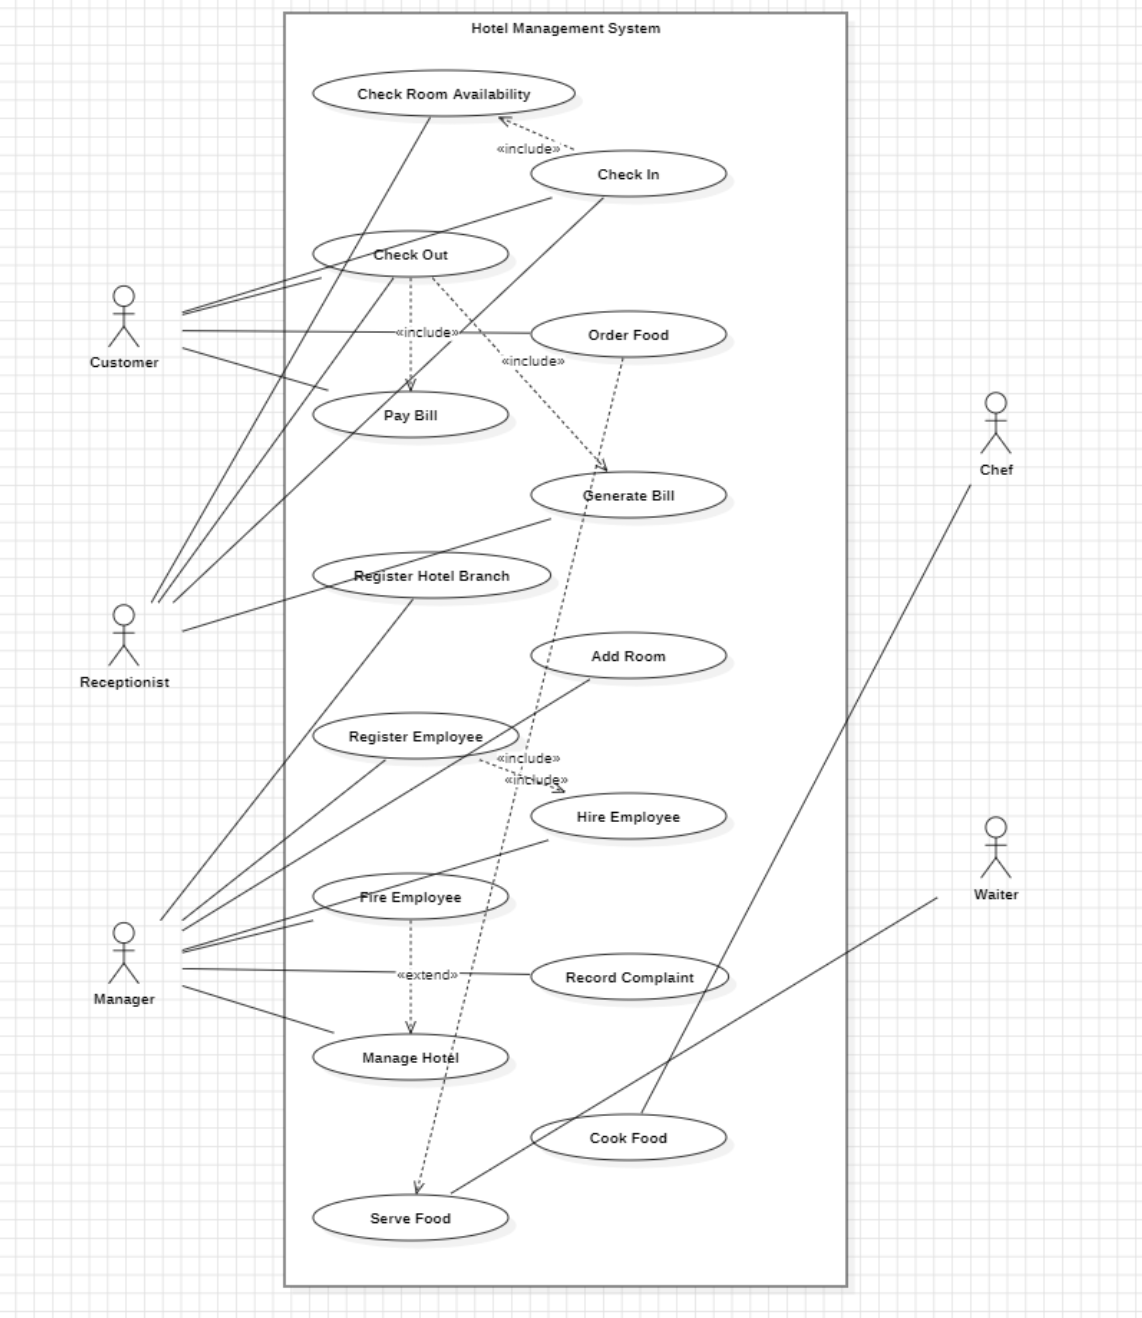 Hotel Management System
Check Room Availability
«include»
Check In
Check Out
Customer
«include»
Order Food
«include»
Pay Bill
Chef
Generate Bill
Register Hotel Branch
Receptionist
Add Room
Register Employee
«include»
«include»
Hire Employee
Waiter
Fire Employee
Manager
«extend»
Record Complaint
Manage Hotel
Cook Food
Serve Food